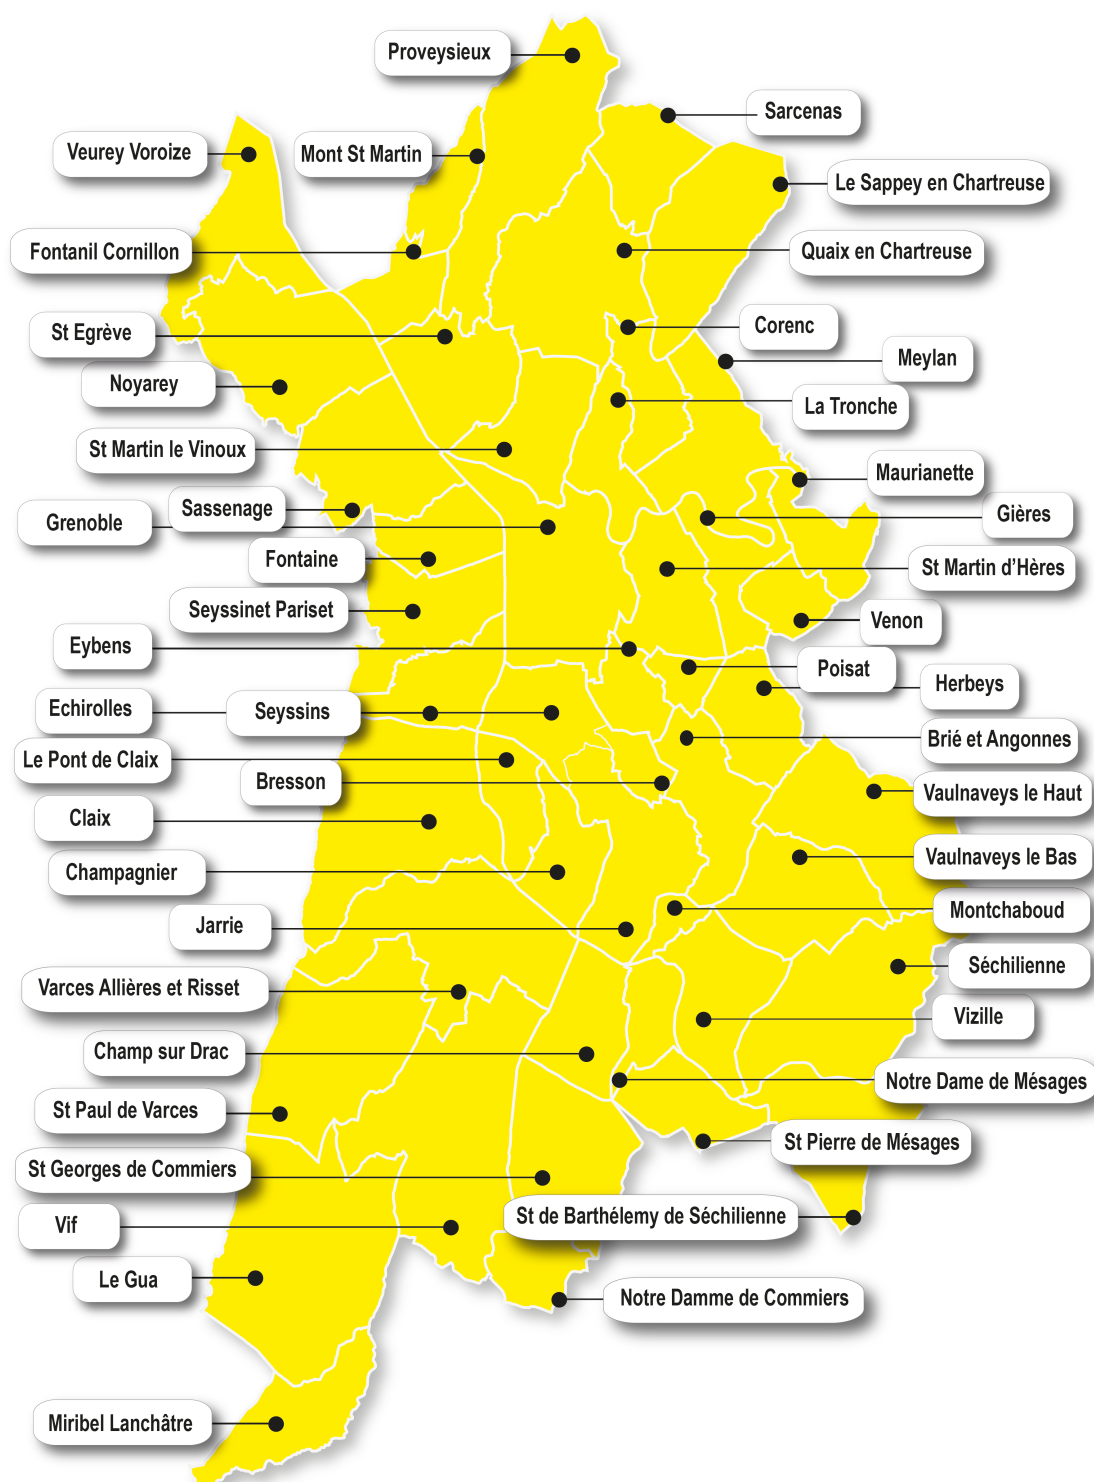 Proveysieux
Sarcenas
Veurey Voroize
Mont St Martin
Le Sappey en Chartreuse
Fontanil Cornillon
Quaix en Chartreuse
St Egrève
Corenc
Meylan
Noyarey
La Tronche
St Martin le Vinoux
Maurianette
Sassenage
Grenoble
Gières
Fontaine
St Martin d'Hères
Seyssinet Pariset
Venon
Eybens
Poisat
Herbeys
Echirolles
Seyssins
Brié et Angonnes
Le Pont de Claix
Bresson
Vaulnaveys le Haut
Claix
Vaulnaveys le Bas
Champagnier
Montchaboud
Jarrie
Séchilienne
Varces Allières et Risset
Vizille
Champ sur Drac
Notre Dame de Mésages
St Paul de Varces
St Pierre de Mésages
St Georges de Commiers
St de Barthélemy de Séchilienne
Vif
Le Gua
Notre Damme de Commiers
Miribel Lanchâtre